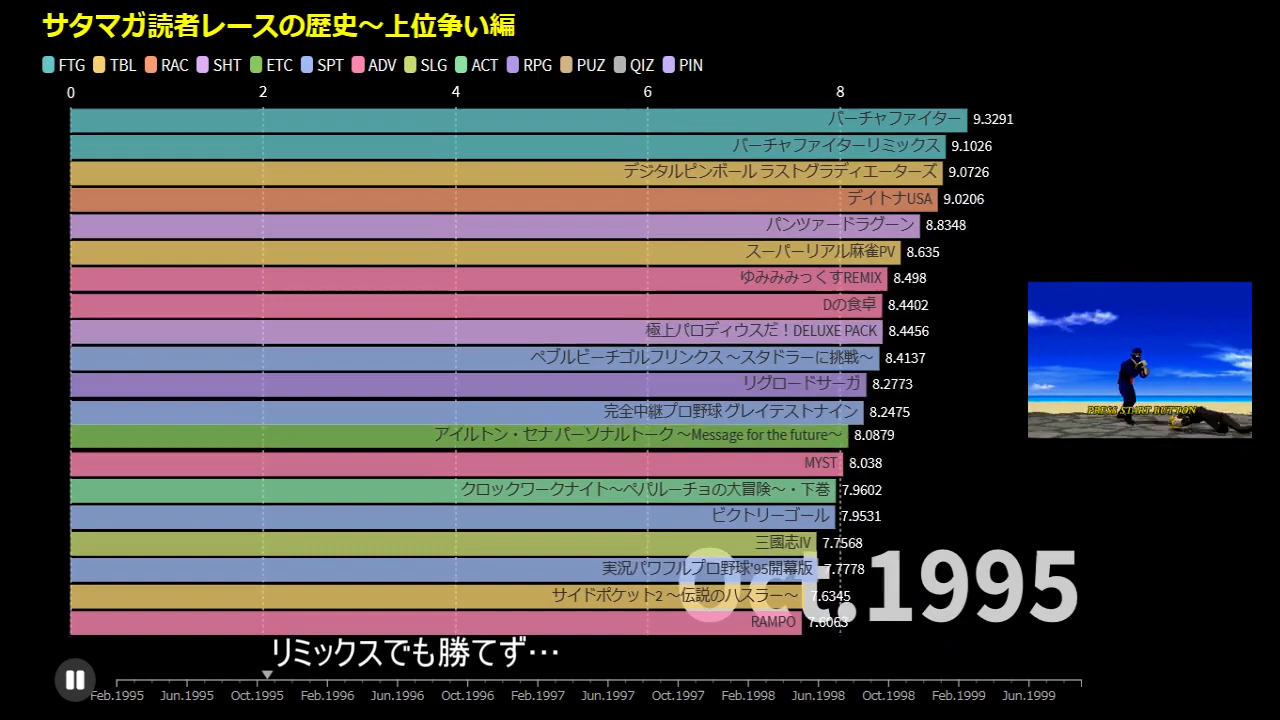 サタマガ読者レースの歴史～上位争い編
FTG TBL RAC SHT ETC SPT ADV SLG ACT RPG PUZ QIZ PIN
0 2 4 6 8
バーチャファイター 9.3291
バーチャファイターリミックス 9.1026
デジタルピンボール ラストグラディエーターズ 9.0726
デイトナUSA 9.0206
パンツァードラグーン 8.8348
スーパーリアル麻雀PV 8.635
ゆみみみっくすREMIX 8.498
Dの食卓 8.4402
極上パロディウスだ！DELUXE PACK 8.4456
ペブルビーチゴルフリンクス ～スタドラーに挑戦～ 8.4137
リグロードサーガ 8.2773
完全中継プロ野球 グレイテストナイン 8.2475
アイルトン・セナ パーソナルトーク ～Message for the future～ 8.0879
MYST 8.038
クロックワークナイト～ペパルーチョの大冒険～・下巻 7.9602
ビクトリーゴール 7.9531
三國志IV 7.7568
実況パワフルプロ野球'95開幕版 7.7778
サイドポケット2 ～伝説のハスラー～ 7.6345
RAMPO 7.6063
Oct.1995
PRESS START BUTTON
リミックスでも勝てず…
Feb.1995 Jun.1995 Oct.1995 Feb.1996 Jun.1996 Oct.1996 Feb.1997 Jun.1997 Oct.1997 Feb.1998 Jun.1998 Oct.1998 Feb.1999 Jun.1999